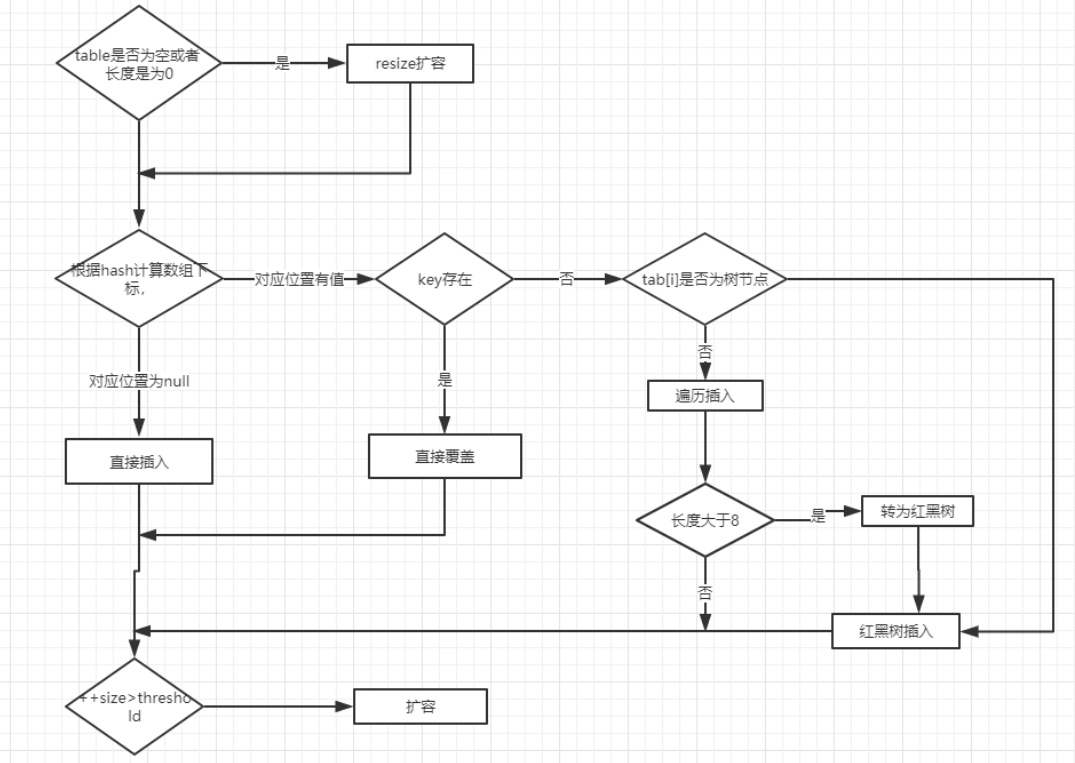 table是否为空或者
长度是为0
是
resize扩容
根据hash计算数组下
标,
对应位置有值
key存在
否
tab[i]是否为树节点
对应位置为null
是
否
遍历插入
直接插入
直接覆盖
长度大于8
是
转为红黑树
否
红黑树插入
++size>thresho
ld
扩容